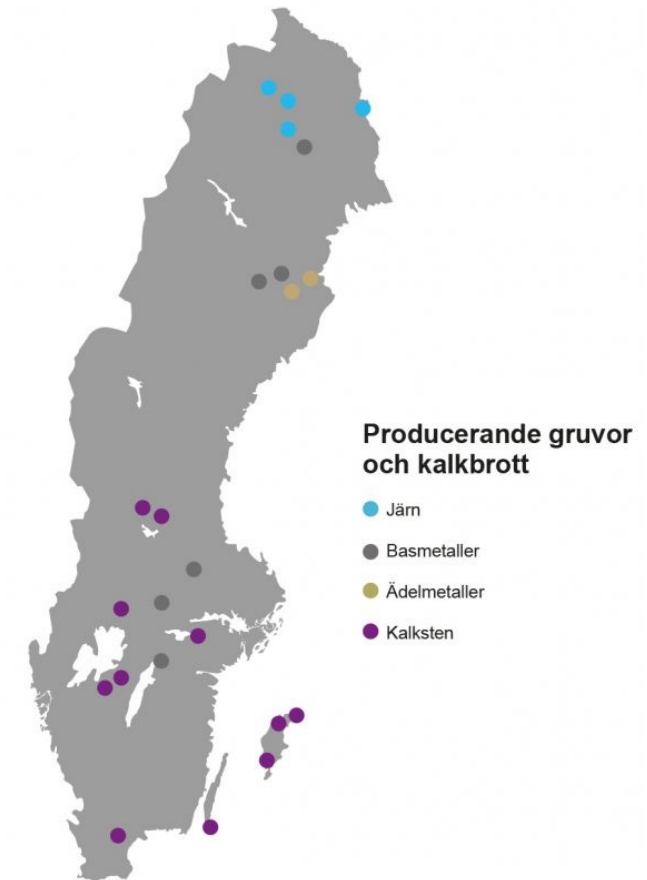 Producerande gruvor
och kalkbrott
Järn
Basmetaller
Ädelmetaller
Kalksten